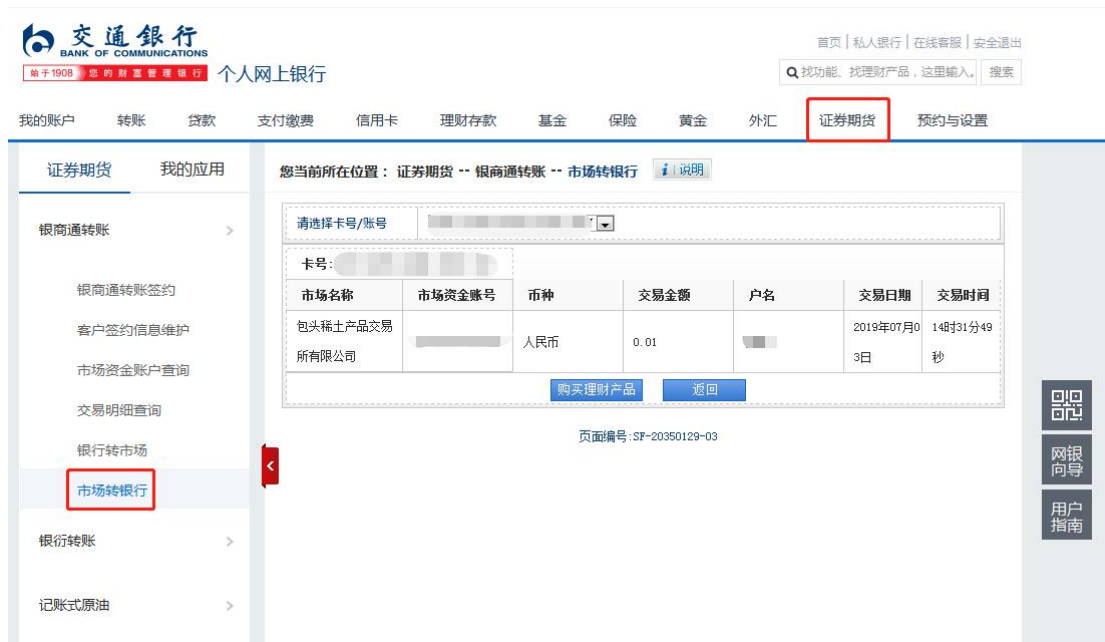 交通銀行
BANK OF COMMUNICATIONS
始于1908 您的财富管理银行
个人网上银行
首页 | 私人银行 | 在线客服 | 安全退出
找功能、找理财产品，这里输入。 搜索
我的账户 转账 贷款 支付缴费 信用卡 理财存款 基金 保险 黄金 外汇 证券期货 预约与设置
证券期货 我的应用
银商通转账
银商通转账签约
客户签约信息维护
市场资金账户查询
交易明细查询
银行转市场
市场转银行
银衍转账
记账式原油
您当前所在位置： 证券期货 -- 银商通转账 -- 市场转银行 i 说明
请选择卡号/账号
卡号:
市场名称 市场资金账号 币种 交易金额 户名 交易日期 交易时间
包头稀土产品交易所有限公司 人民币 0.01 2019年07月03日 14时31分49秒
购买理财产品 返回
页面编号:SF-20350129-03
网银
向导
用户
指南